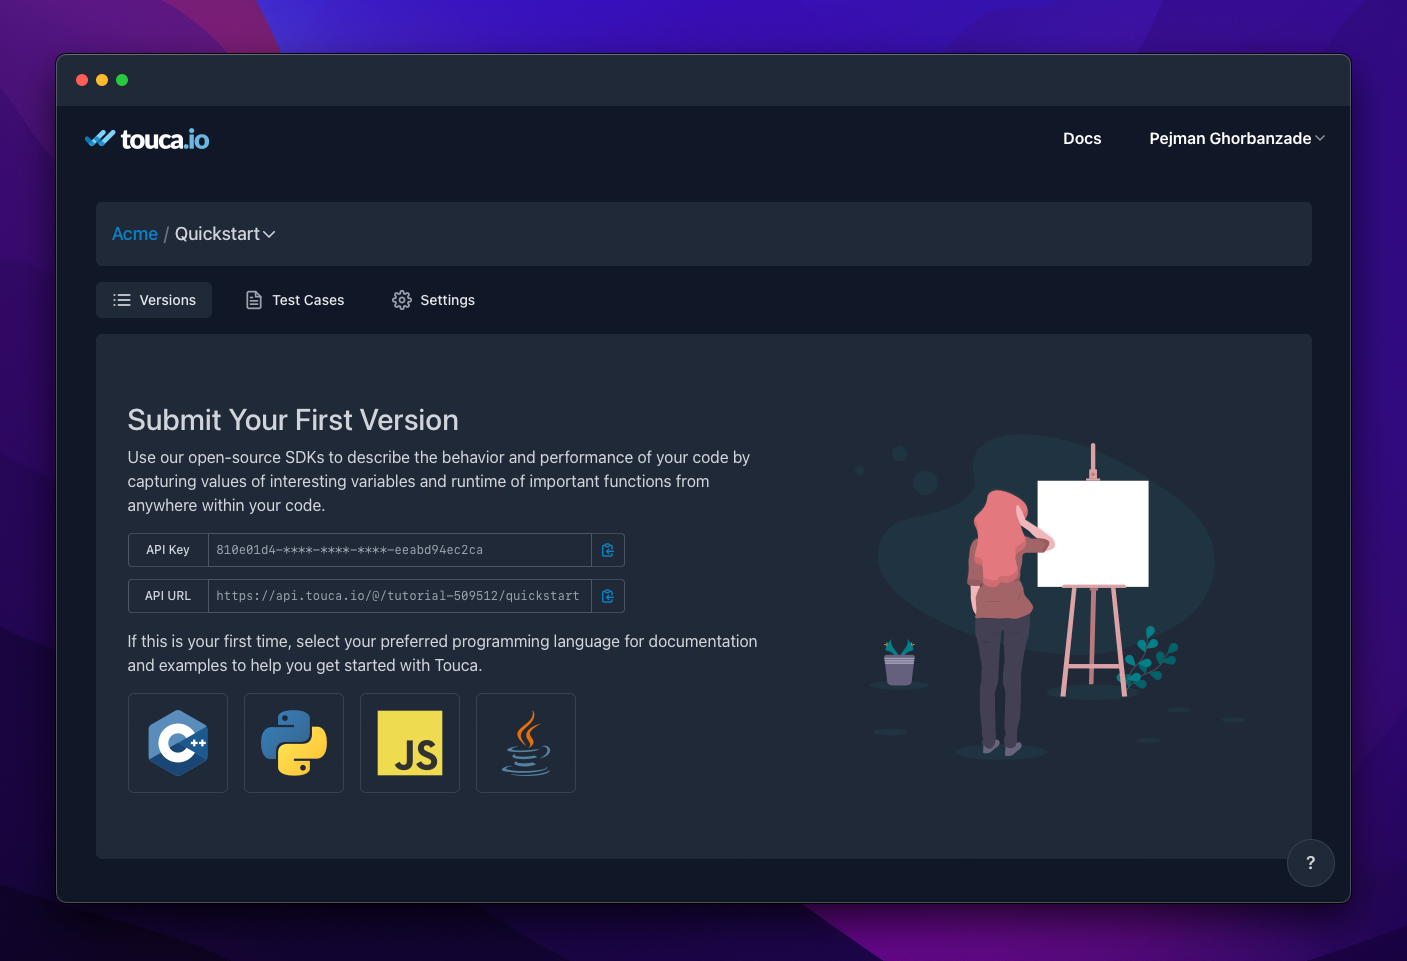 touca.io
Docs
Pejman Ghorbanzade
Acme / Quickstart
Versions
Test Cases
Settings
Submit Your First Version
Use our open-source SDKs to describe the behavior and performance of your code by
capturing values of interesting variables and runtime of important functions from
anywhere within your code.
API Key
810e01d4-****-****-****-eeabd94ec2ca
API URL
https://api.touca.io/@/tutorial-509512/quickstart
If this is your first time, select your preferred programming language for documentation
and examples to help you get started with Touca.
C++
JS
?